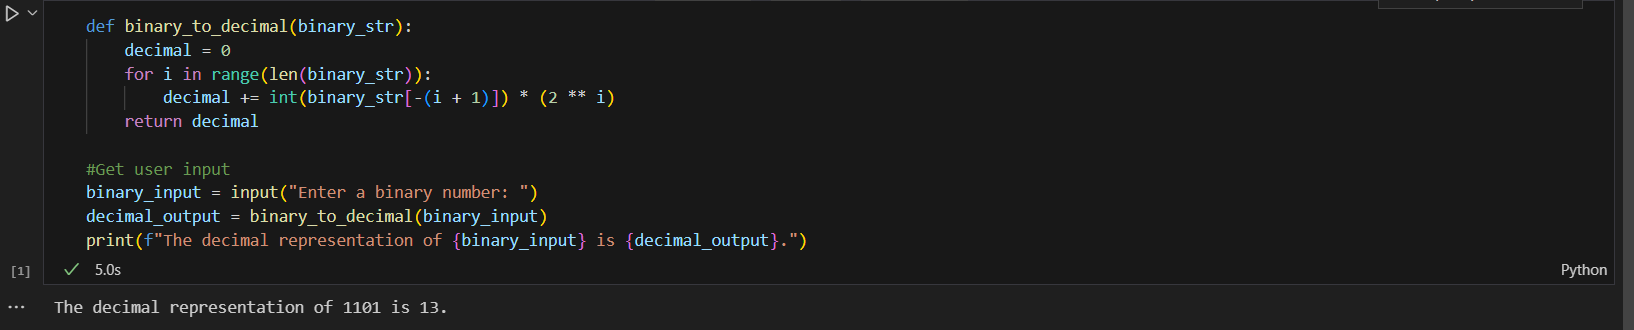 def binary_to_decimal(binary_str):
    decimal = 0
    for i in range(len(binary_str)):
        decimal += int(binary_str[-(i + 1)]) * (2 ** i)
    return decimal

#Get user input
binary_input = input("Enter a binary number: ")
decimal_output = binary_to_decimal(binary_input)
print(f"The decimal representation of {binary_input} is {decimal_output}.")
[1] 5.0s Python
The decimal representation of 1101 is 13.